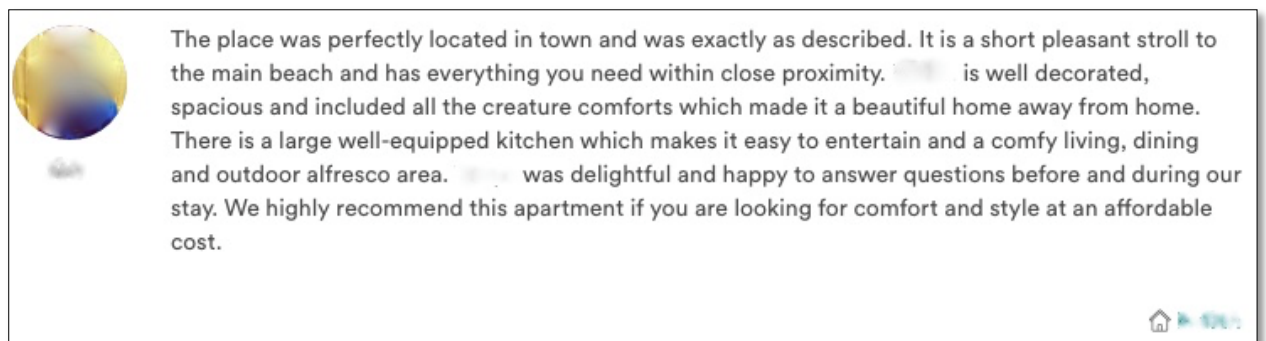 The place was perfectly located in town and was exactly as described. It is a short pleasant stroll to
the main beach and has everything you need within close proximity. is well decorated,
spacious and included all the creature comforts which made it a beautiful home away from home.
There is a large well-equipped kitchen which makes it easy to entertain and a comfy living, dining
and outdoor alfresco area. was delightful and happy to answer questions before and during our
stay. We highly recommend this apartment if you are looking for comfort and style at an affordable
cost.